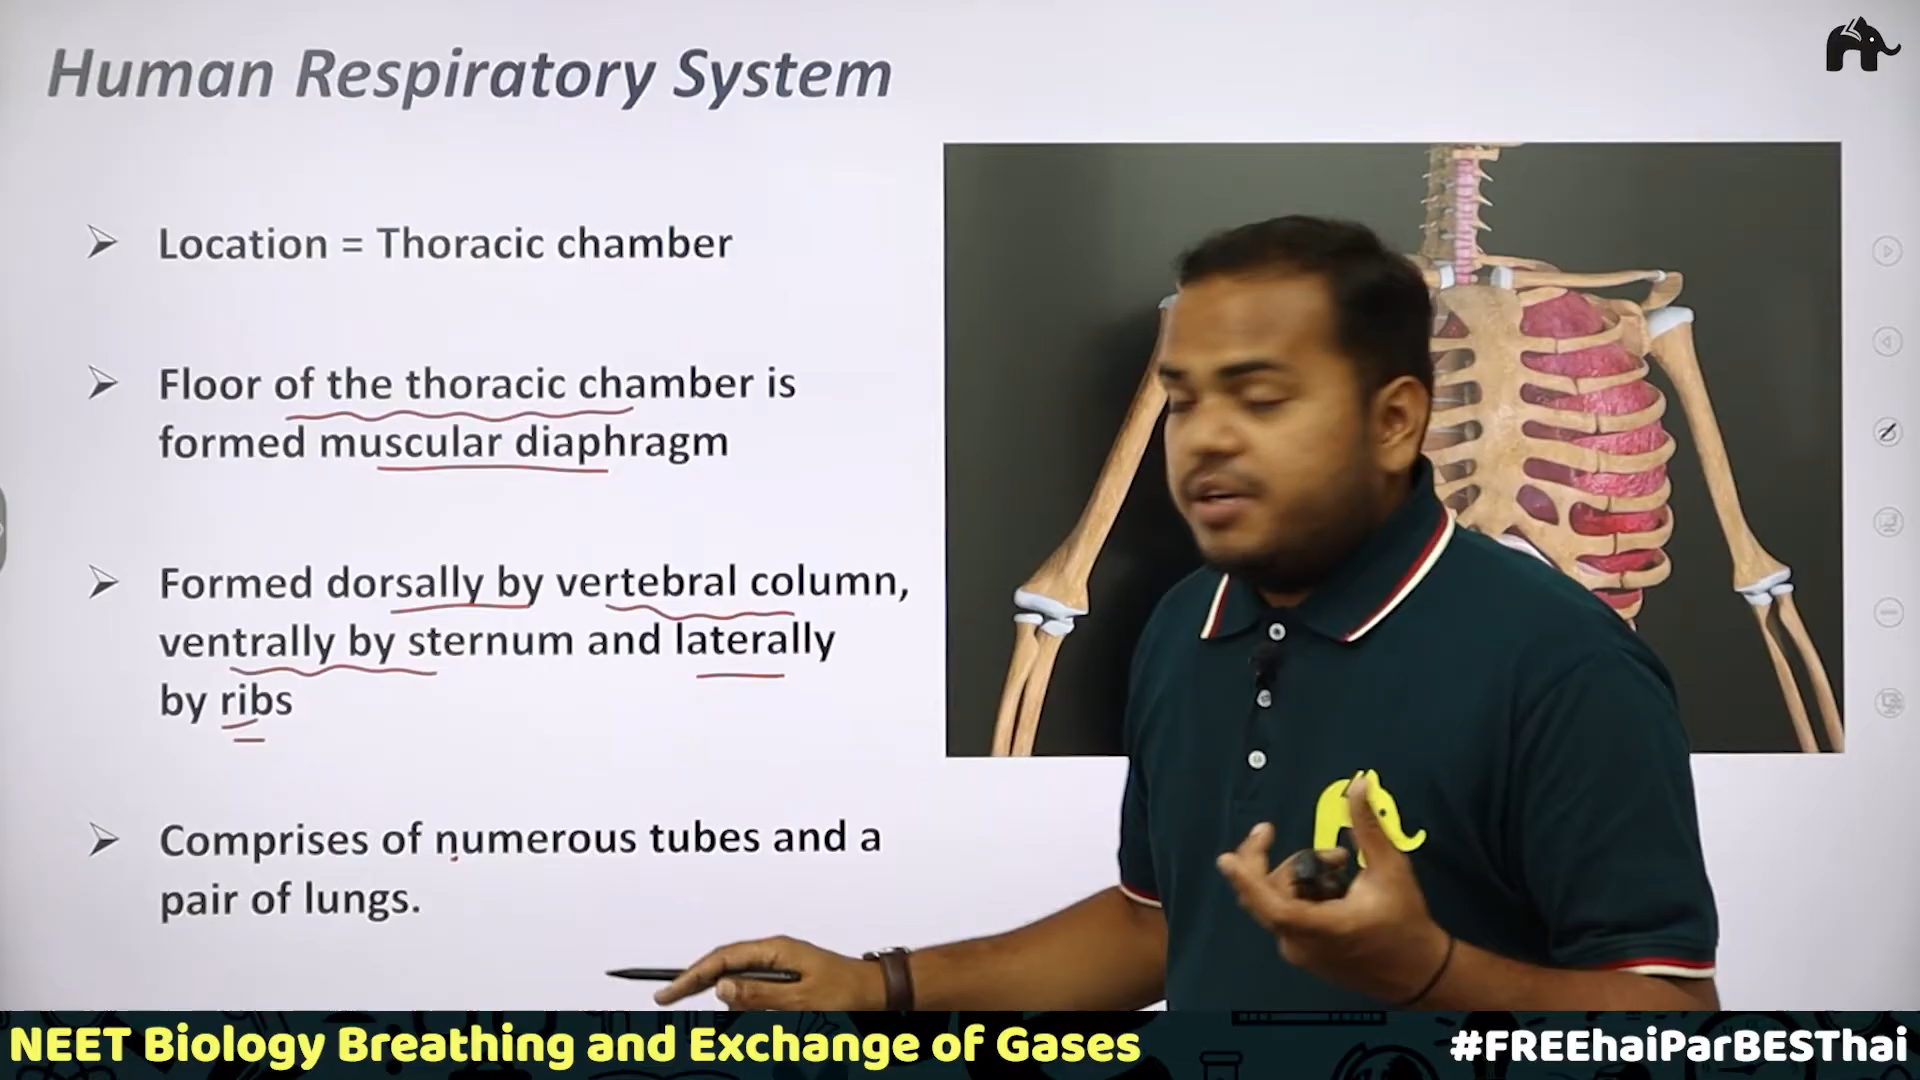 Human Respiratory System
Location = Thoracic chamber
Floor of the thoracic chamber is
formed muscular diaphragm
Formed dorsally by vertebral column,
ventrally by sternum and laterally
by ribs
Comprises of numerous tubes and a
pair of lungs.
NEET Biology Breathing and Exchange of Gases
#FREEhaiParBESThai